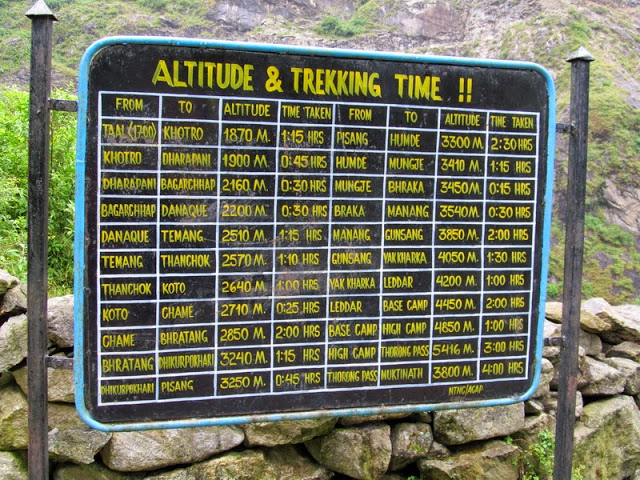 ALTITUDE & TREKKING TIME !!
FROM TO ALTITUDE TIME TAKEN FROM TO ALTITUDE TIME TAKEN
TAAL(1700) KHOTRO 1870 M. 1:15 HRS PISANG HUMDE 3300 M. 2:30 HRS
KHOTRO DHARAPANI 1900 M. 0:45 HRS HUMDE MUNGJE 3410 M. 1:15 HRS
DHARAPANI BAGARCHHAP 2160 M. 0:30 HRS MUNGJE BHRAKA 3450M. 0:15 HRS
BAGARCHHAP DANAQUE 2200 M. 0:30 HRS BRAKA MANANG 3540M. 0:30 HRS
DANAQUE TEMANG 2510 M. 1:15 HRS MANANG GUNSANG 3850 M. 2:00 HRS
TEMANG THANCHOK 2570 M. 1:10 HRS GUNSANG YAK KHARKA 4050 M. 1:30 HRS
THANCHOK KOTO 2640 M. 1:00 HRS YAK KHARKA LEDDAR 4200 M. 1:00 HRS
KOTO CHAME 2710 M. 0:25 HRS LEDDAR BASE CAMP 4450 M. 2:00 HRS
CHAME BHRATANG 2850 M. 2:00 HRS BASE CAMP HIGH CAMP 4850 M. 1:00 HRS
BHRATANG DHIKURPOKHARI 3240 M. 1:15 HRS HIGH CAMP THORONG PASS 5416 M. 3:00 HRS
DHIKURPOKHARI PISANG 3250 M. 0:45 HRS THORONG PASS MUKTINATH 3800 M. 4:00 HRS
NTNC/ACAP